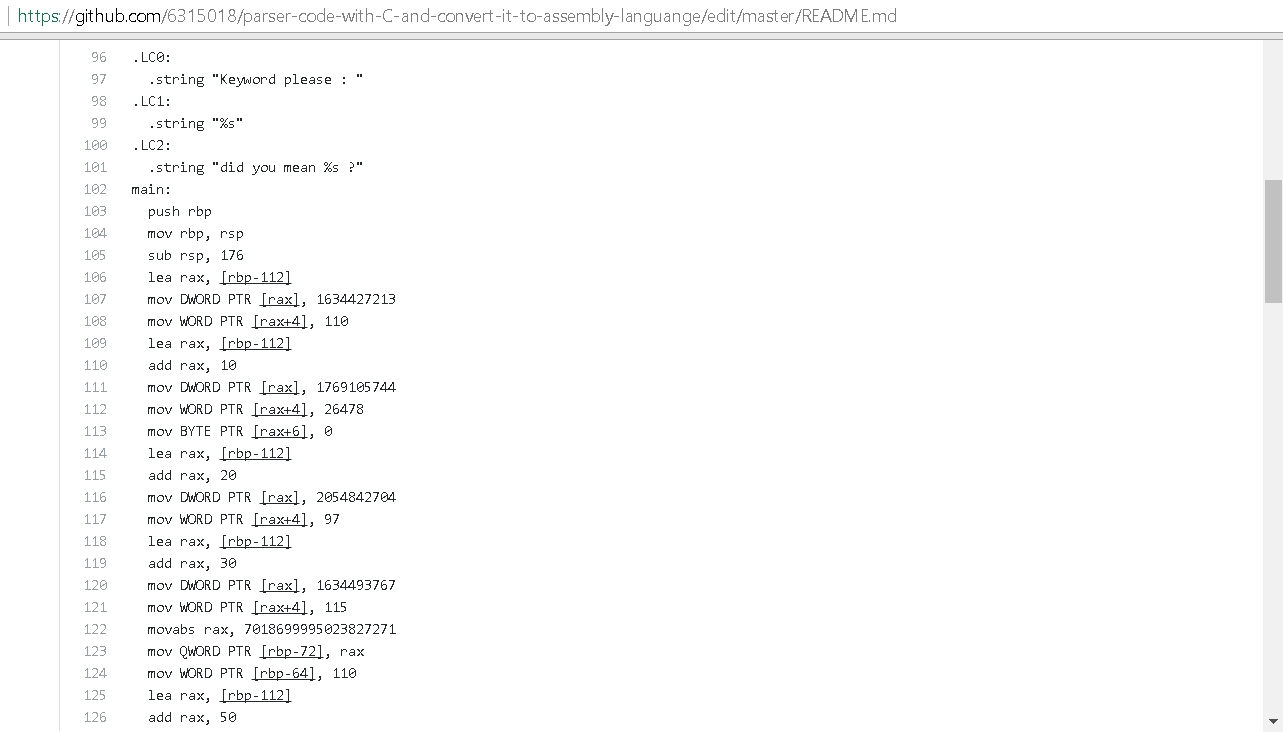 https://github.com/6315018/parser-code-with-C-and-convert-it-to-assembly-languange/edit/master/README.md
96 .LC0:
97 .string "Keyword please : "
98 .LC1:
99 .string "%s"
100 .LC2:
101 .string "did you mean %s ?"
102 main:
103 push rbp
104 mov rbp, rsp
105 sub rsp, 176
106 lea rax, [rbp-112]
107 mov DWORD PTR [rax], 1634427213
108 mov WORD PTR [rax+4], 110
109 lea rax, [rbp-112]
110 add rax, 10
111 mov DWORD PTR [rax], 1769105744
112 mov WORD PTR [rax+4], 26478
113 mov BYTE PTR [rax+6], 0
114 lea rax, [rbp-112]
115 add rax, 20
116 mov DWORD PTR [rax], 2054842704
117 mov WORD PTR [rax+4], 97
118 lea rax, [rbp-112]
119 add rax, 30
120 mov DWORD PTR [rax], 1634493767
121 mov WORD PTR [rax+4], 115
122 movabs rax, 7018699995023827271
123 mov QWORD PTR [rbp-72], rax
124 mov WORD PTR [rbp-64], 110
125 lea rax, [rbp-112]
126 add rax, 50